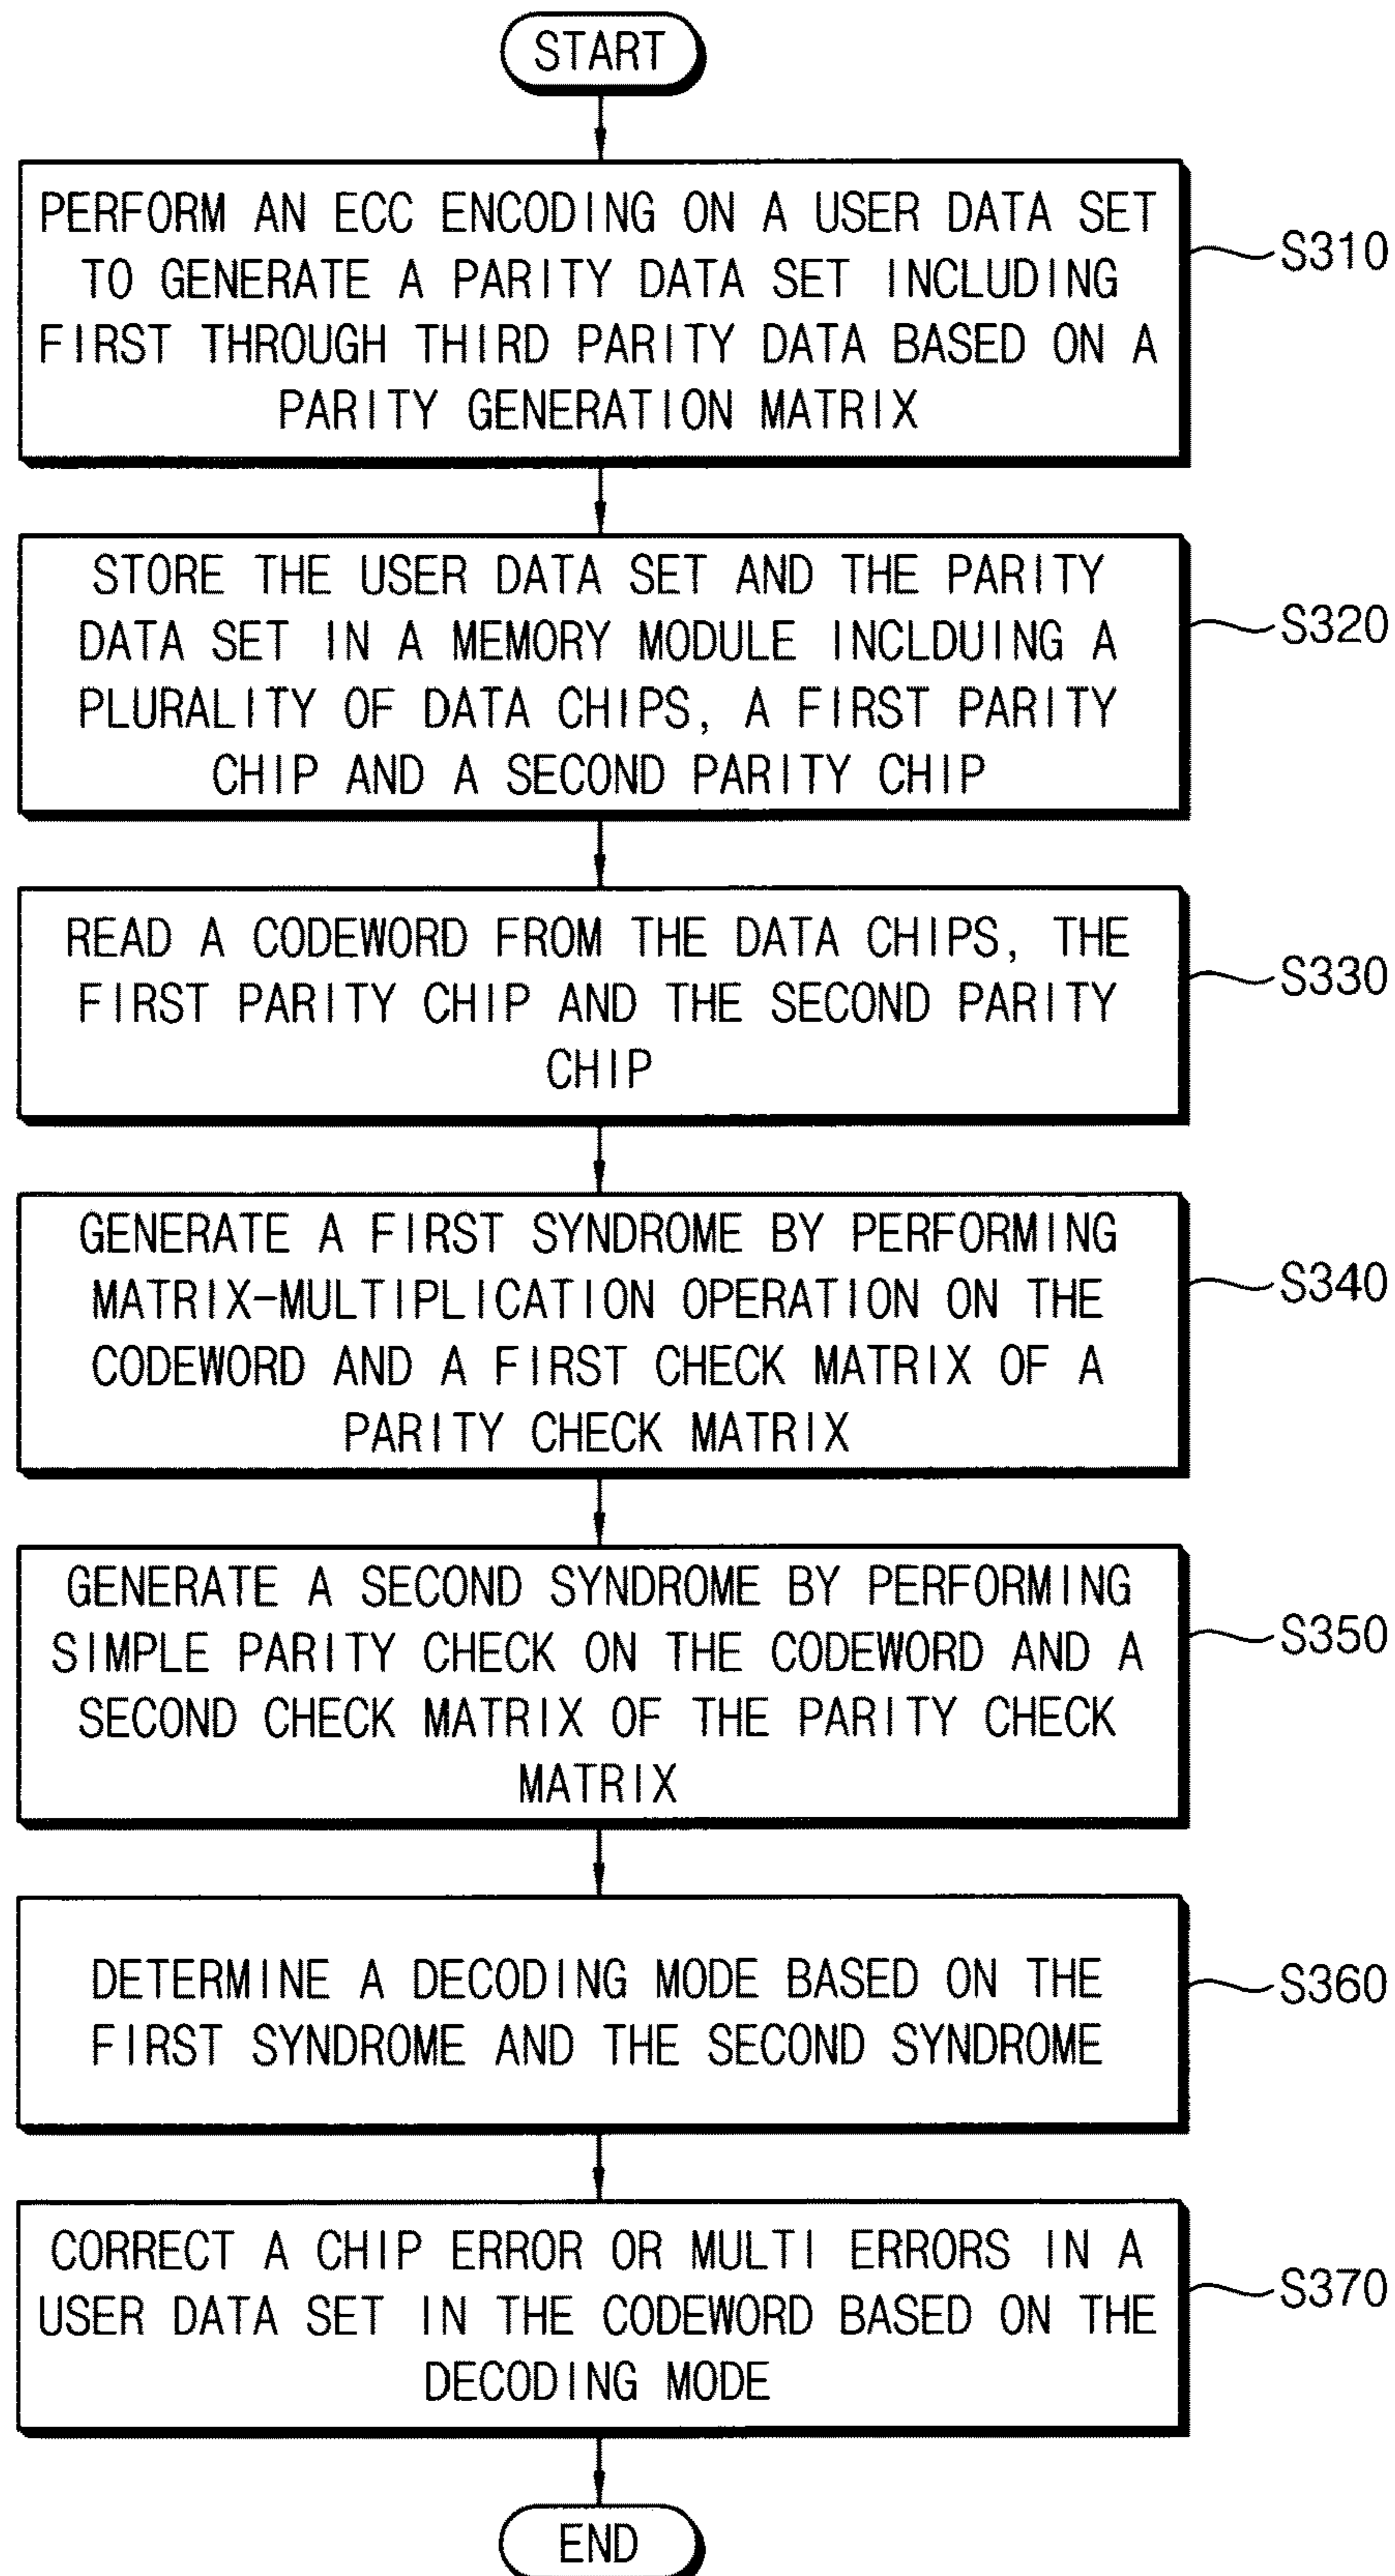 START
PERFORM AN ECC ENCODING ON A USER DATA SET
TO GENERATE A PARITY DATA SET INCLUDING
FIRST THROUGH THIRD PARITY DATA BASED ON A
PARITY GENERATION MATRIX
S310
STORE THE USER DATA SET AND THE PARITY
DATA SET IN A MEMORY MODULE INCLDUING A
PLURALITY OF DATA CHIPS, A FIRST PARITY
CHIP AND A SECOND PARITY CHIP
S320
READ A CODEWORD FROM THE DATA CHIPS, THE
FIRST PARITY CHIP AND THE SECOND PARITY
CHIP
S330
GENERATE A FIRST SYNDROME BY PERFORMING
MATRIX-MULTIPLICATION OPERATION ON THE
CODEWORD AND A FIRST CHECK MATRIX OF A
PARITY CHECK MATRIX
S340
GENERATE A SECOND SYNDROME BY PERFORMING
SIMPLE PARITY CHECK ON THE CODEWORD AND A
SECOND CHECK MATRIX OF THE PARITY CHECK
MATRIX
S350
DETERMINE A DECODING MODE BASED ON THE
FIRST SYNDROME AND THE SECOND SYNDROME
S360
CORRECT A CHIP ERROR OR MULTI ERRORS IN A
USER DATA SET IN THE CODEWORD BASED ON THE
DECODING MODE
S370
END